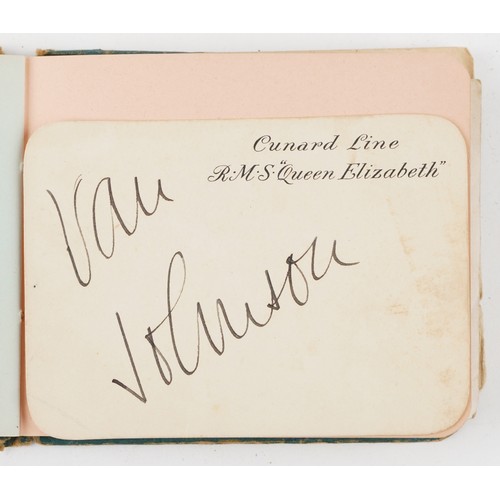 Cunard Line
R·M·S·"Queen Elizabeth"
Van
Johnson